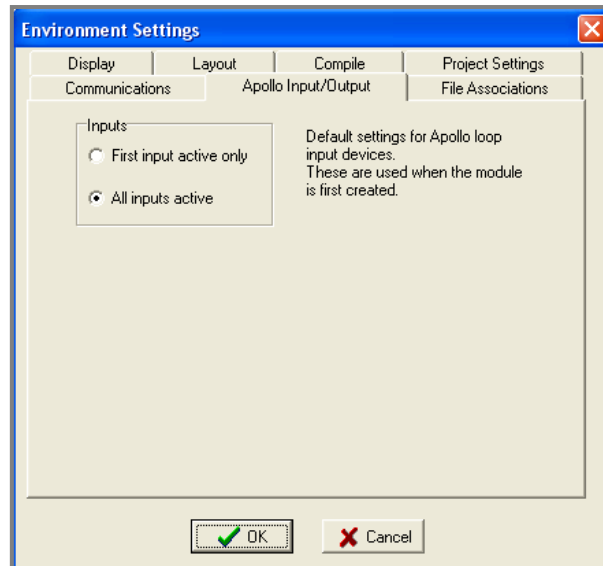 Environment Settings
Display Layout Compile Project Settings
Communications Apollo Input/Output File Associations
Inputs
First input active only
All inputs active
Default settings for Apollo loop
input devices.
These are used when the module
is first created.
OK Cancel